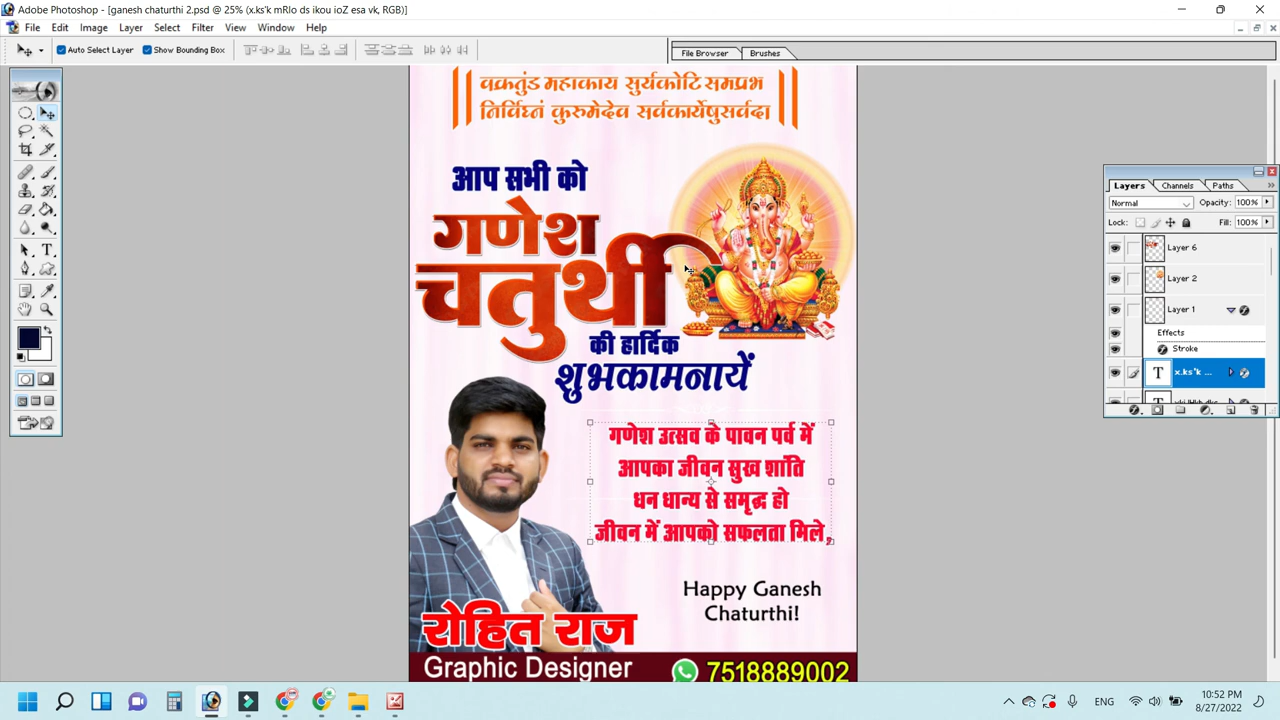 Adobe Photoshop - [ganesh chaturthi 2.psd @ 25% (x.ks'k mRlo ds ikou ioZ esa vk, RGB)]
File Edit Image Layer Select Filter View Window Help
Auto Select Layer Show Bounding Box File Browser Brushes
वक्रतुंड महाकाय सुर्यकोटि समप्रभ
निर्विघ्नं कुरुमेदेव सर्वकार्येषुसर्वदा
आप सभी को
गणेश
चतुर्थी
की हार्दिक
शुभकामनायें
गणेश उत्सव के पावन पर्व में
आपका जीवन सुख शांति
धन धान्य से समृद्ध हो
जीवन में आपको सफलता मिले,
Happy Ganesh
Chaturthi!
रोहित राज
Graphic Designer 7518889002
Layers Channels Paths
Normal Opacity: 100%
Lock: Fill: 100%
Layer 6
Layer 2
Layer 1
Effects
Stroke
T x.ks'k ...
ENG 10:52 PM
8/27/2022